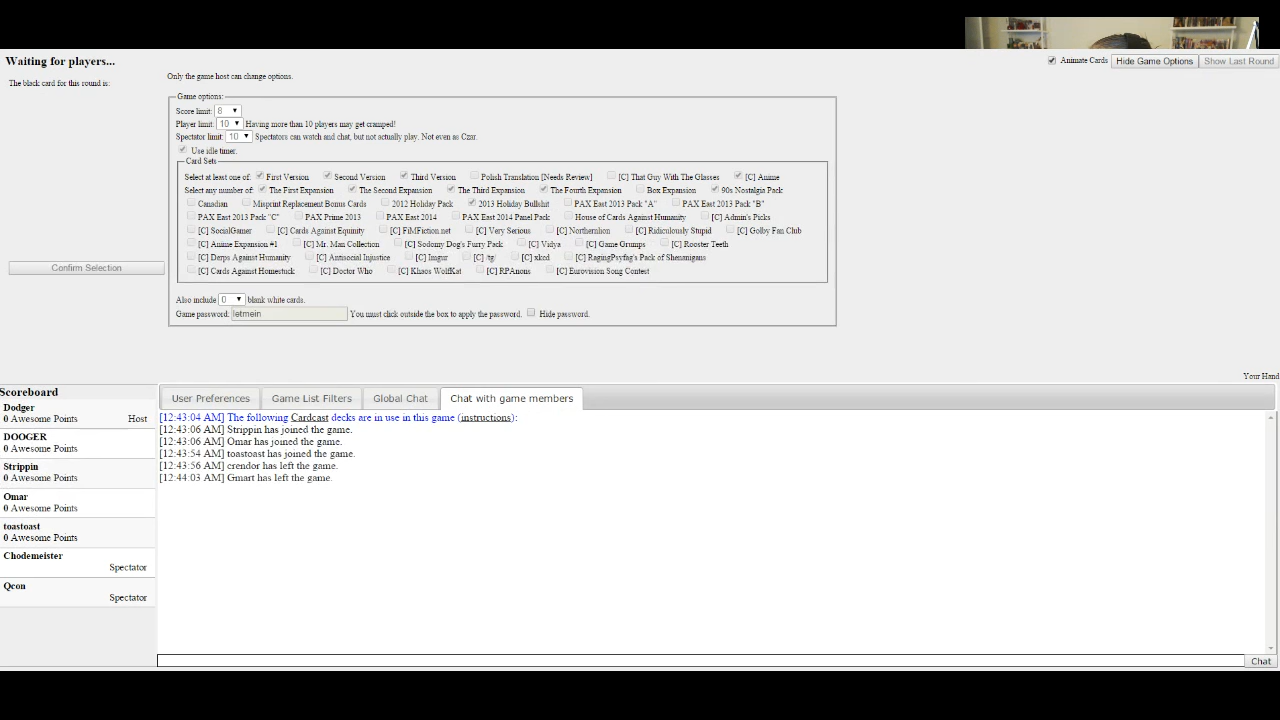 Waiting for players...
Animate Cards
Hide Game Options
Show Last Round
The black card for this round is:
Only the game host can change options.
Game options:
Score limit: 8
Player limit: 10 Having more than 10 players may get cramped!
Spectator limit: 10 Spectators can watch and chat, but not actually play. Not even as Czar.
Use idle timer.
Card Sets
Select at least one of: First Version Second Version Third Version Polish Translation [Needs Review] [C] That Guy With The Glasses [C] Anime
Select any number of: The First Expansion The Second Expansion The Third Expansion The Fourth Expansion Box Expansion 90s Nostalgia Pack
Canadian Misprint Replacement Bonus Cards 2012 Holiday Pack 2013 Holiday Bullshit PAX East 2013 Pack "A" PAX East 2013 Pack "B"
PAX East 2013 Pack "C" PAX Prime 2013 PAX East 2014 PAX East 2014 Panel Pack House of Cards Against Humanity [C] Admin's Picks
[C] SocialGamer [C] Cards Against Equinity [C] FiMFiction.net [C] Very Serious [C] Northernlion [C] Ridiculously Stupid [C] Golby Fan Club
[C] Anime Expansion #1 [C] Mr. Man Collection [C] Sodomy Dog's Furry Pack [C] Vidya [C] Game Grumps [C] Rooster Teeth
[C] Derps Against Humanity [C] Antisocial Injustice [C] Imgur [C] /tg/ [C] xkcd [C] RagingPsyfag's Pack of Shenanigans
[C] Cards Against Homestuck [C] Doctor Who [C] Khaos WolfKat [C] RPAnons [C] Eurovision Song Contest
Confirm Selection
Also include 0 blank white cards.
Game password: letmein You must click outside the box to apply the password. Hide password.
Your Hand
Scoreboard
Dodger
0 Awesome Points Host
DOOGER
0 Awesome Points
Strippin
0 Awesome Points
Omar
0 Awesome Points
toastoast
0 Awesome Points
Chodemeister
Spectator
Qcon
Spectator
User Preferences
Game List Filters
Global Chat
Chat with game members
[12:43:04 AM] The following Cardcast decks are in use in this game (instructions):
[12:43:06 AM] Strippin has joined the game.
[12:43:06 AM] Omar has joined the game.
[12:43:54 AM] toastoast has joined the game.
[12:43:56 AM] crendor has left the game.
[12:44:03 AM] Gmart has left the game.
Chat